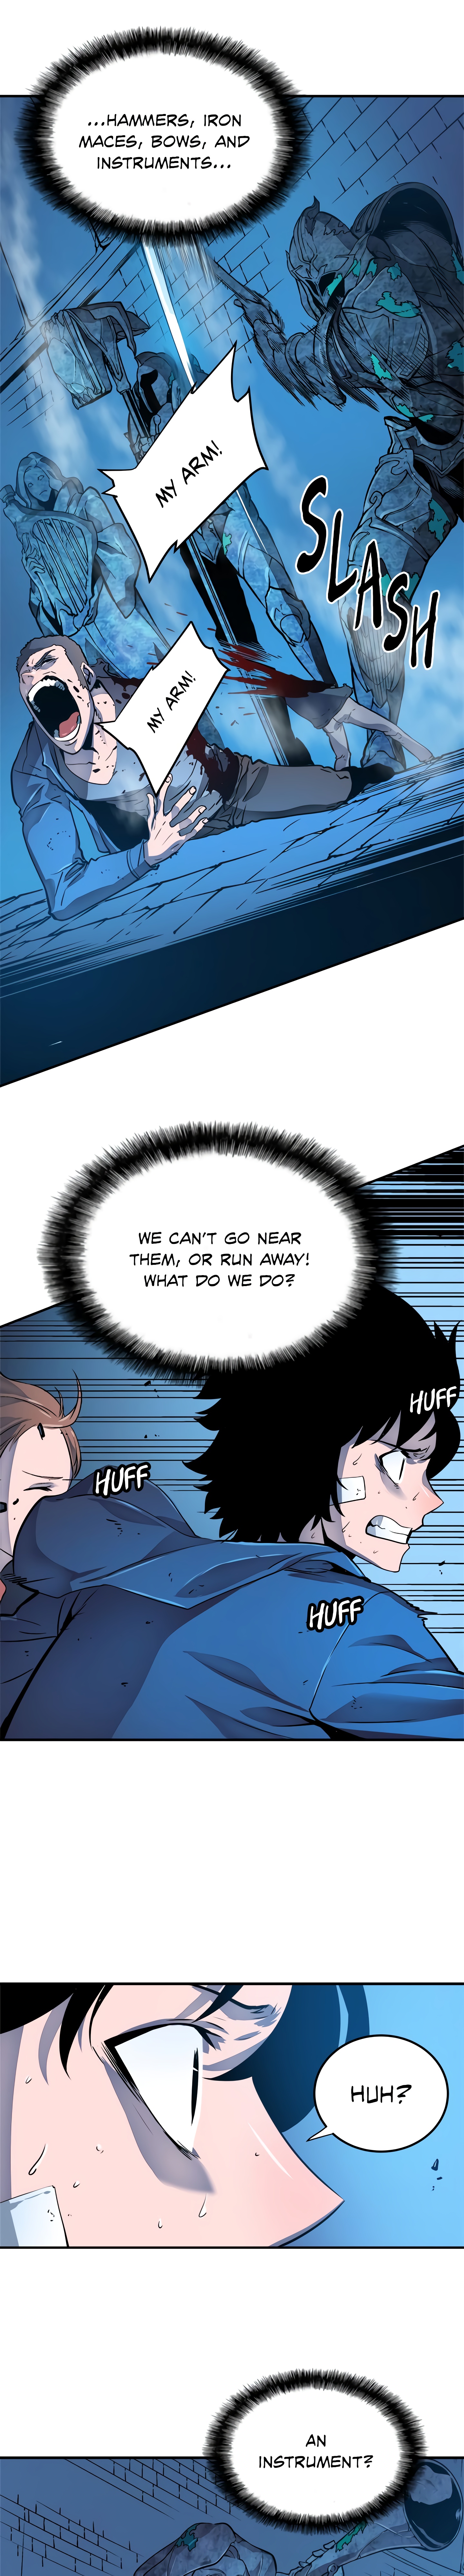 ...HAMMERS, IRON
MACES, BOWS, AND
INSTRUMENTS...
MY ARM!
SLASH
MY ARM!
WE CAN'T GO NEAR
THEM, OR RUN AWAY!
WHAT DO WE DO?
HUFF
HUFF
HUFF
HUH?
AN
INSTRUMENT?